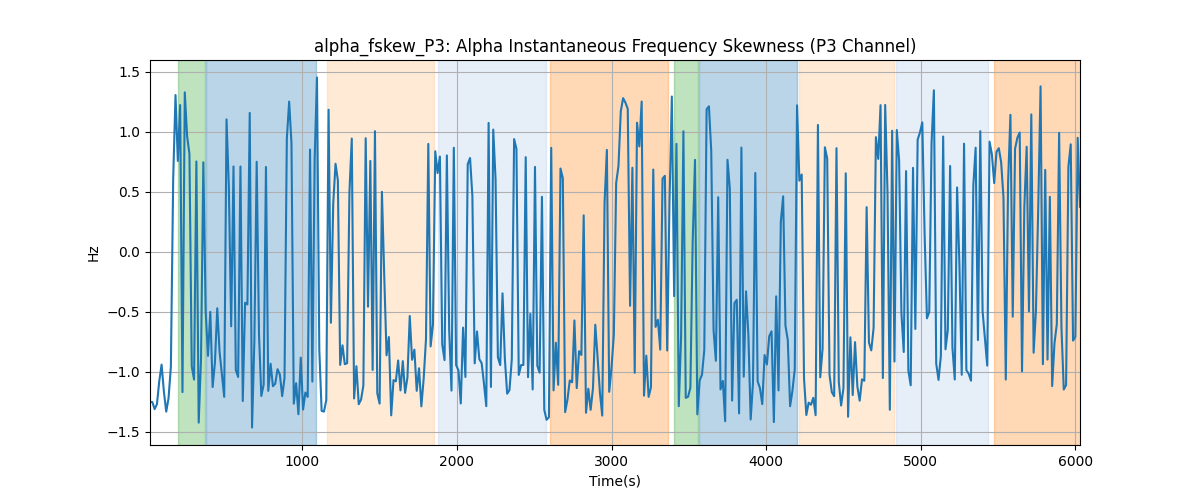 alpha_fskew_P3: Alpha Instantaneous Frequency Skewness (P3 Channel)
1.5
1.0
0.5
0.0
−0.5
−1.0
−1.5
Hz
1000 2000 3000 4000 5000 6000
Time(s)